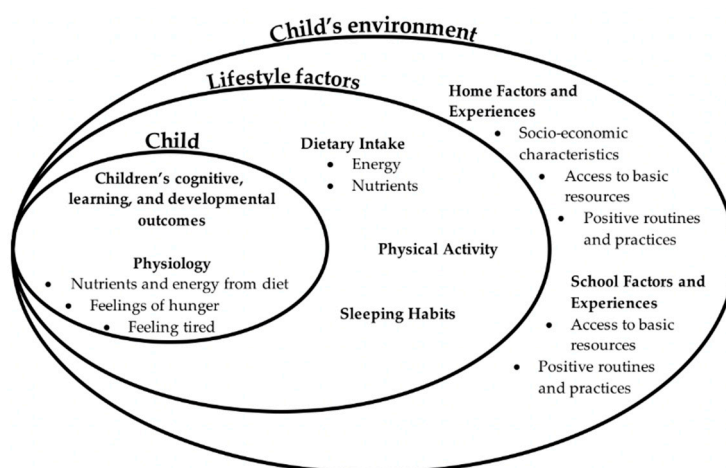 Child's environment
Lifestyle factors
Child
Children's cognitive,
learning, and developmental
outcomes
Physiology
• Nutrients and energy from diet
• Feelings of hunger
• Feeling tired
Dietary Intake
• Energy
• Nutrients
Physical Activity
Sleeping Habits
Home Factors and
Experiences
• Socio-economic
characteristics
• Access to basic
resources
• Positive routines
and practices
School Factors and
Experiences
• Access to basic
resources
• Positive routines
and practices